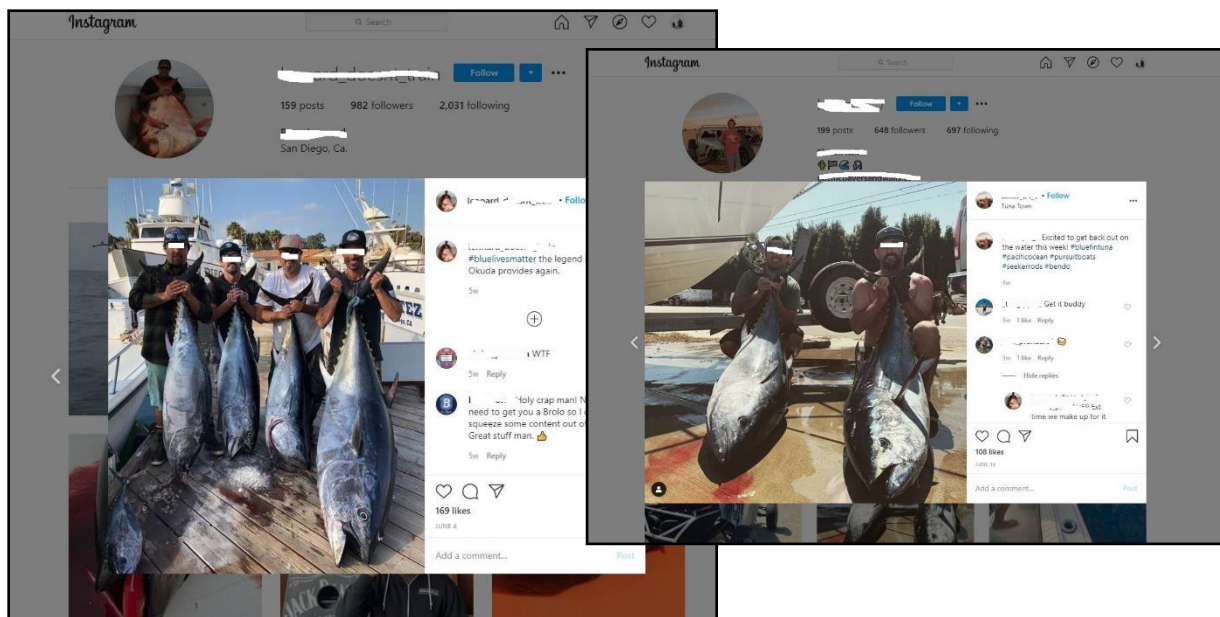 Instagram
Search
Follow
159 posts 982 followers 2,031 following
San Diego, Ca.
• Follo
#bluelivesmatter the legend
Okuda provides again.
5w
WTF
5w Reply
Holy crap man!
need to get you a Brolo so I
squeeze some content out of
Great stuff man. 👍
5w Reply
169 likes
JUNE 4
Add a comment... Post
Instagram
Search
Follow
199 posts 648 followers 697 following
• Follow
Tuna Town
Excited to get back out on
the water this week! #bluefintuna
#pacificocean #pursuitboats
#seekerrods #bendo
Get it buddy
1 like Reply
1 like Reply
Hide replies
time we make up for it
108 likes
Add a comment... Post